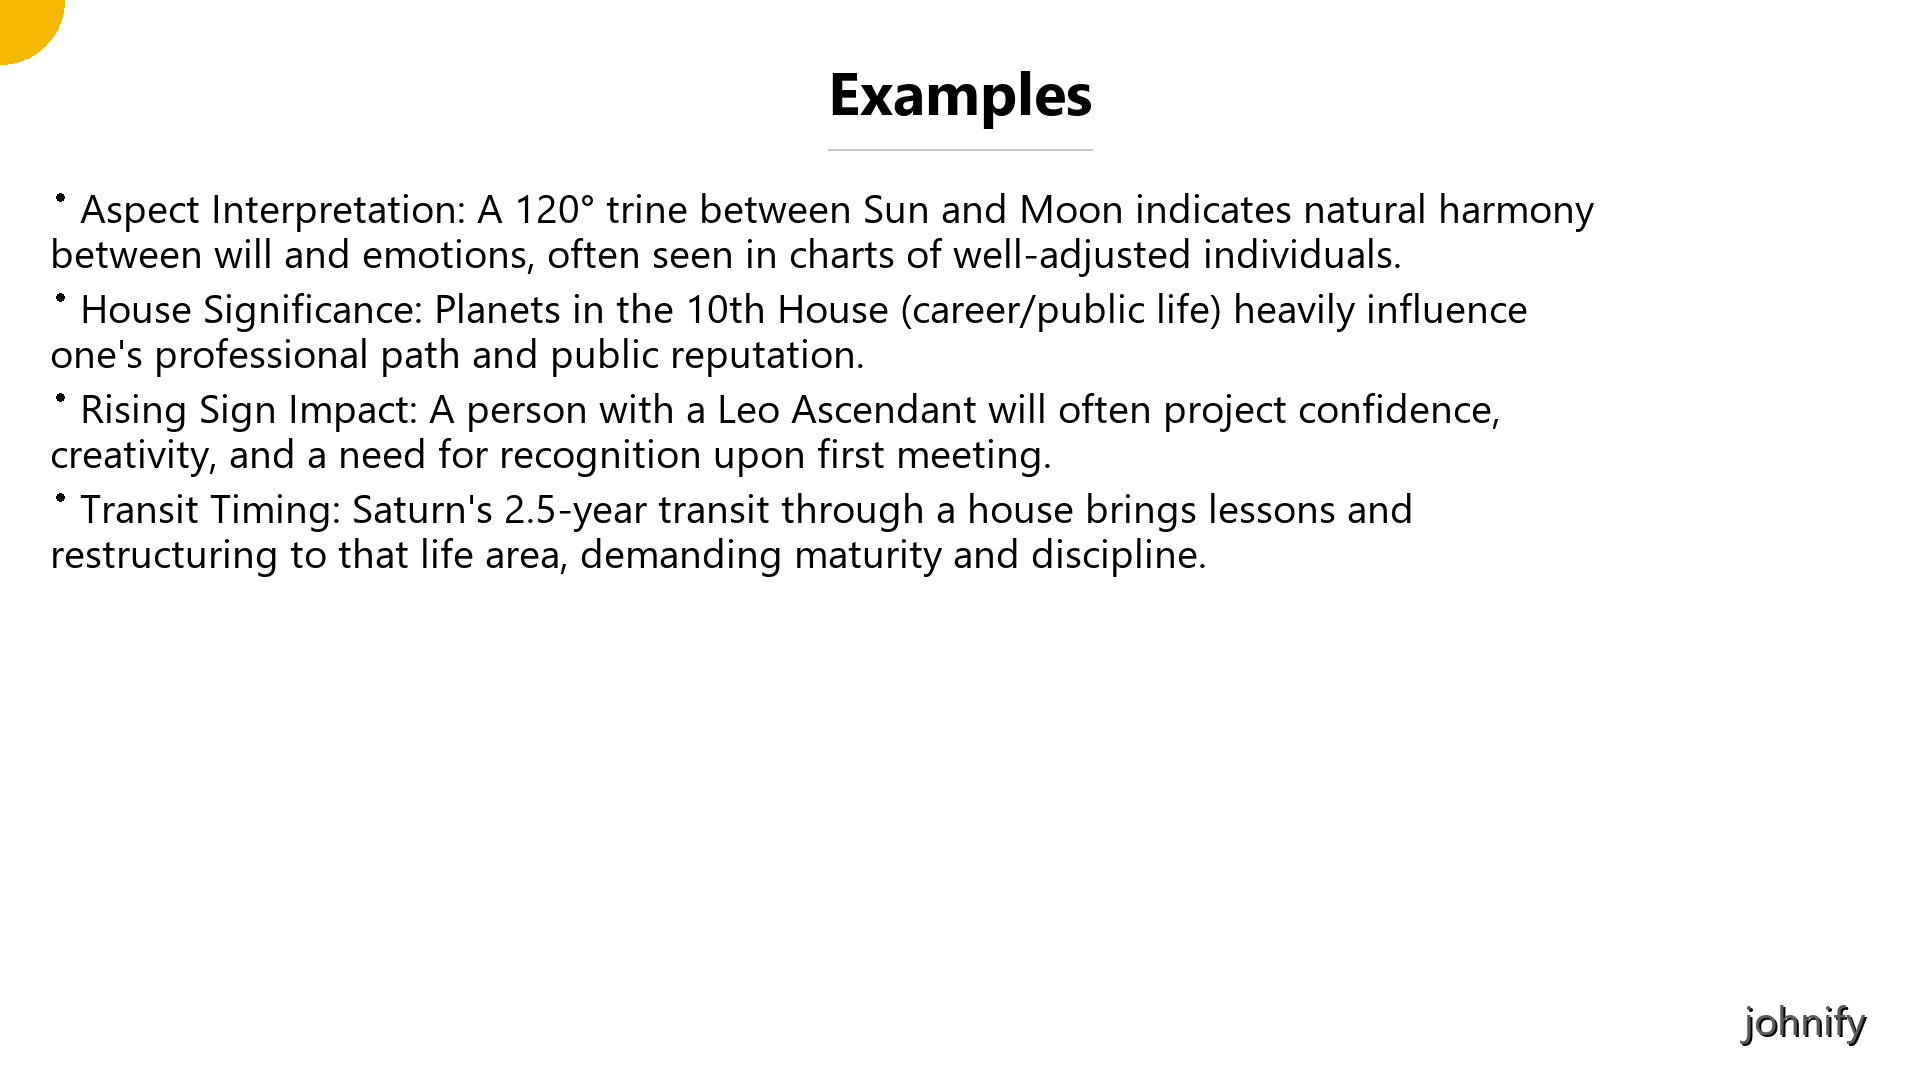 Examples
• Aspect Interpretation: A 120° trine between Sun and Moon indicates natural harmony
between will and emotions, often seen in charts of well-adjusted individuals.
• House Significance: Planets in the 10th House (career/public life) heavily influence
one's professional path and public reputation.
• Rising Sign Impact: A person with a Leo Ascendant will often project confidence,
creativity, and a need for recognition upon first meeting.
• Transit Timing: Saturn's 2.5-year transit through a house brings lessons and
restructuring to that life area, demanding maturity and discipline.
johnify